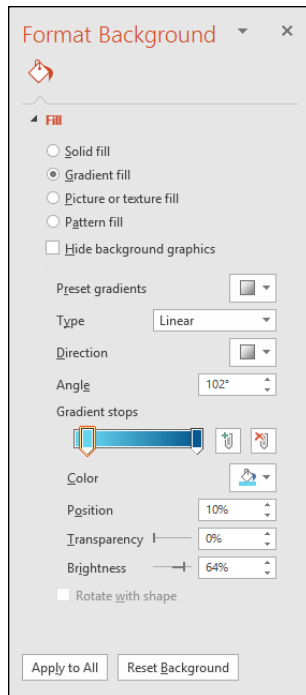 Format Background
Fill
Solid fill
Gradient fill
Picture or texture fill
Pattern fill
Hide background graphics
Preset gradients
Type Linear
Direction
Angle 102°
Gradient stops
Color
Position 10%
Transparency 0%
Brightness 64%
Rotate with shape
Apply to All Reset Background